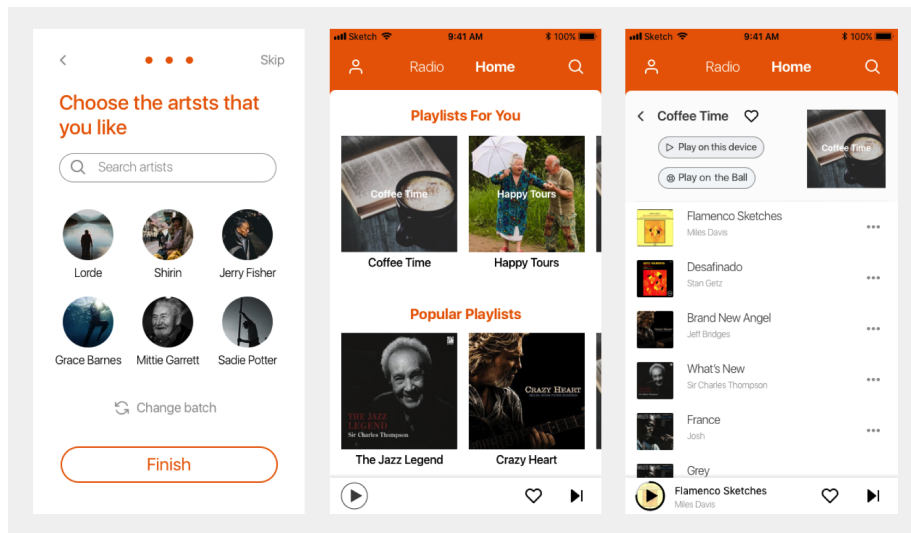 Skip
Choose the artsts that
you like
Search artists
Lorde
Shirin
Jerry Fisher
Grace Barnes
Mittie Garrett
Sadie Potter
Change batch
Finish
Sketch
9:41 AM
100%
Radio
Home
Playlists For You
Coffee Time
Happy Tours
Coffee Time
Happy Tours
Popular Playlists
THE JAZZ
LEGEND
Sir Charles Thompson
CRAZY HEART
The Jazz Legend
Crazy Heart
Sketch
9:41 AM
100%
Radio
Home
Coffee Time
Play on this device
Play on the Ball
Coffee Time
Flamenco Sketches
Miles Davis
Desafinado
Stan Getz
Brand New Angel
Jeff Bridges
What's New
Sir Charles Thompson
France
Josh
Grey
Flamenco Sketches
Miles Davis